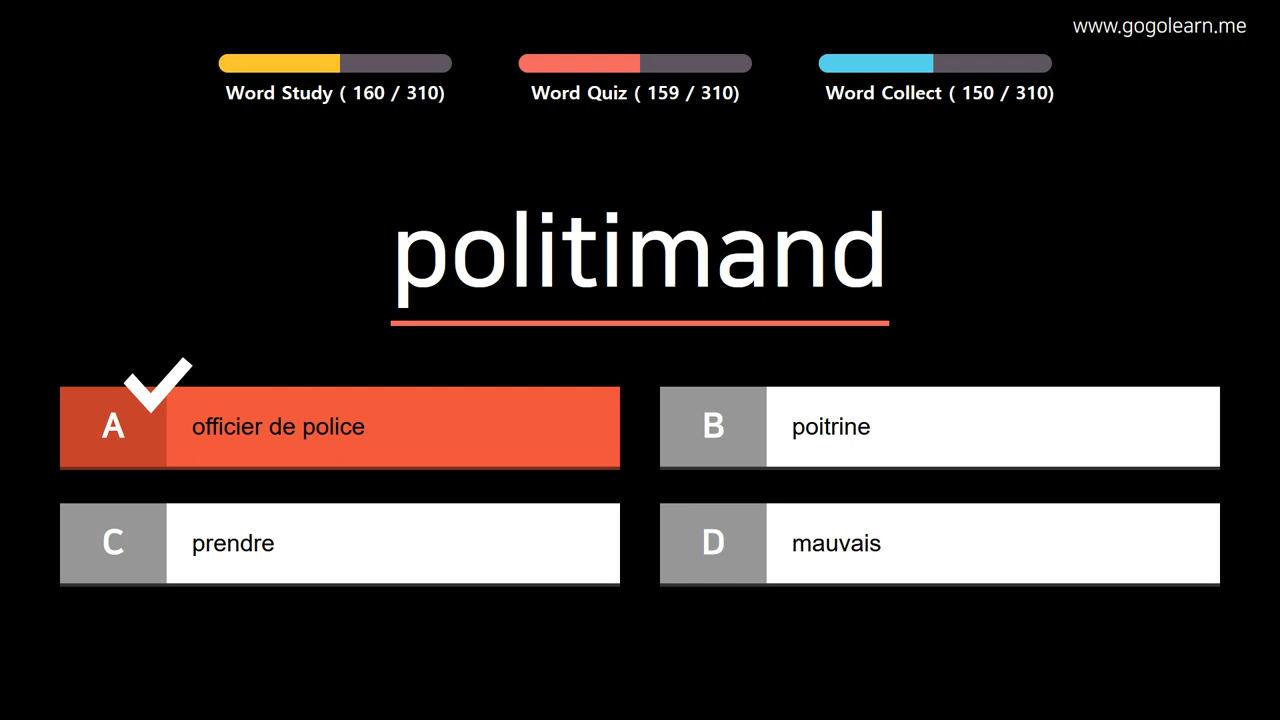 www.gogolearn.me
Word Study ( 160 / 310)
Word Quiz ( 159 / 310)
Word Collect ( 150 / 310)
politimand
A officier de police
B poitrine
C prendre
D mauvais